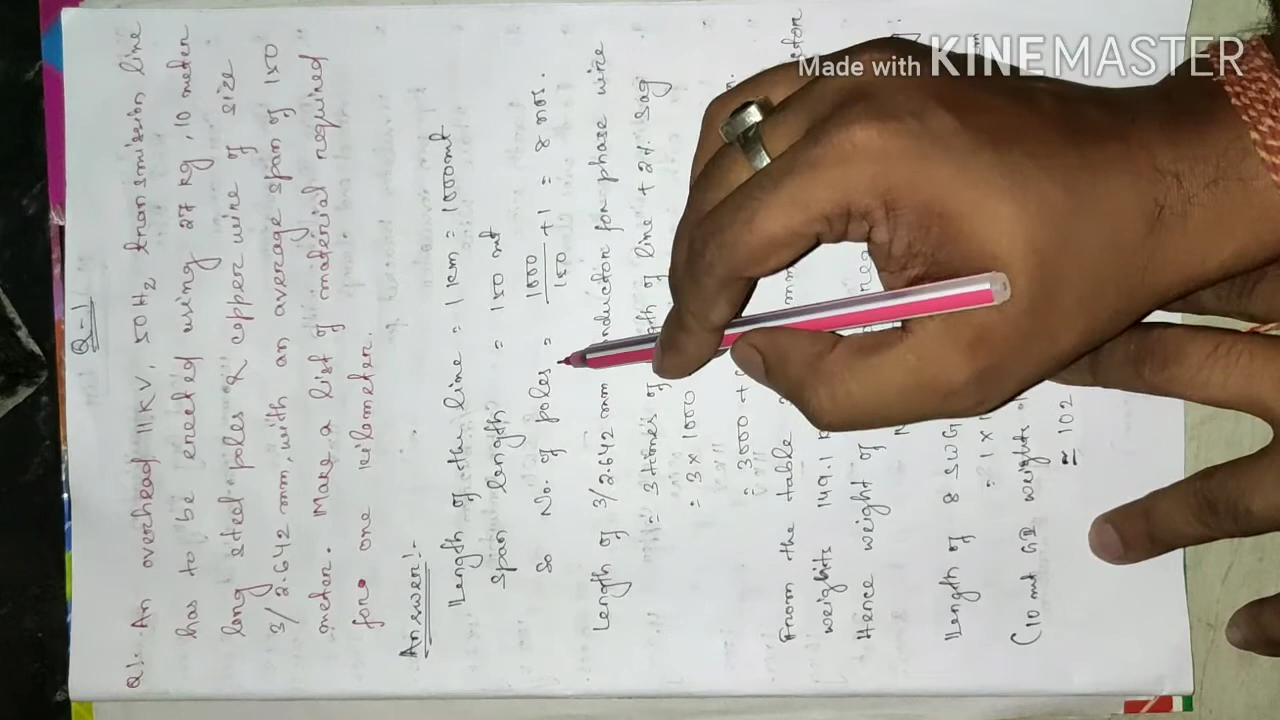 Q-1
Q1. An overhead 11KV, 50Hz transmission line
has to be erected using 27 kg, 10 meter
long steel poles & copper wire of size
3/2.642 mm, with an average span of 150
meter. Make a list of material required
for one kilometer.
Answer:-
Length of the line = 1 km = 1000mt
span length = 150 mt
So No. of poles = 1000/150 + 1 = 8 nos.
Length of 3/2.642 mm conductor for phase wire
= 3 times of length of line + 2% sag
= 3 x 1000
= 3000 +
From the table
weights 149.1
Hence weight of
Length of 8 SWG
= 1 x
(10 mt GI weights
≈ 102
Made with KINEMASTER